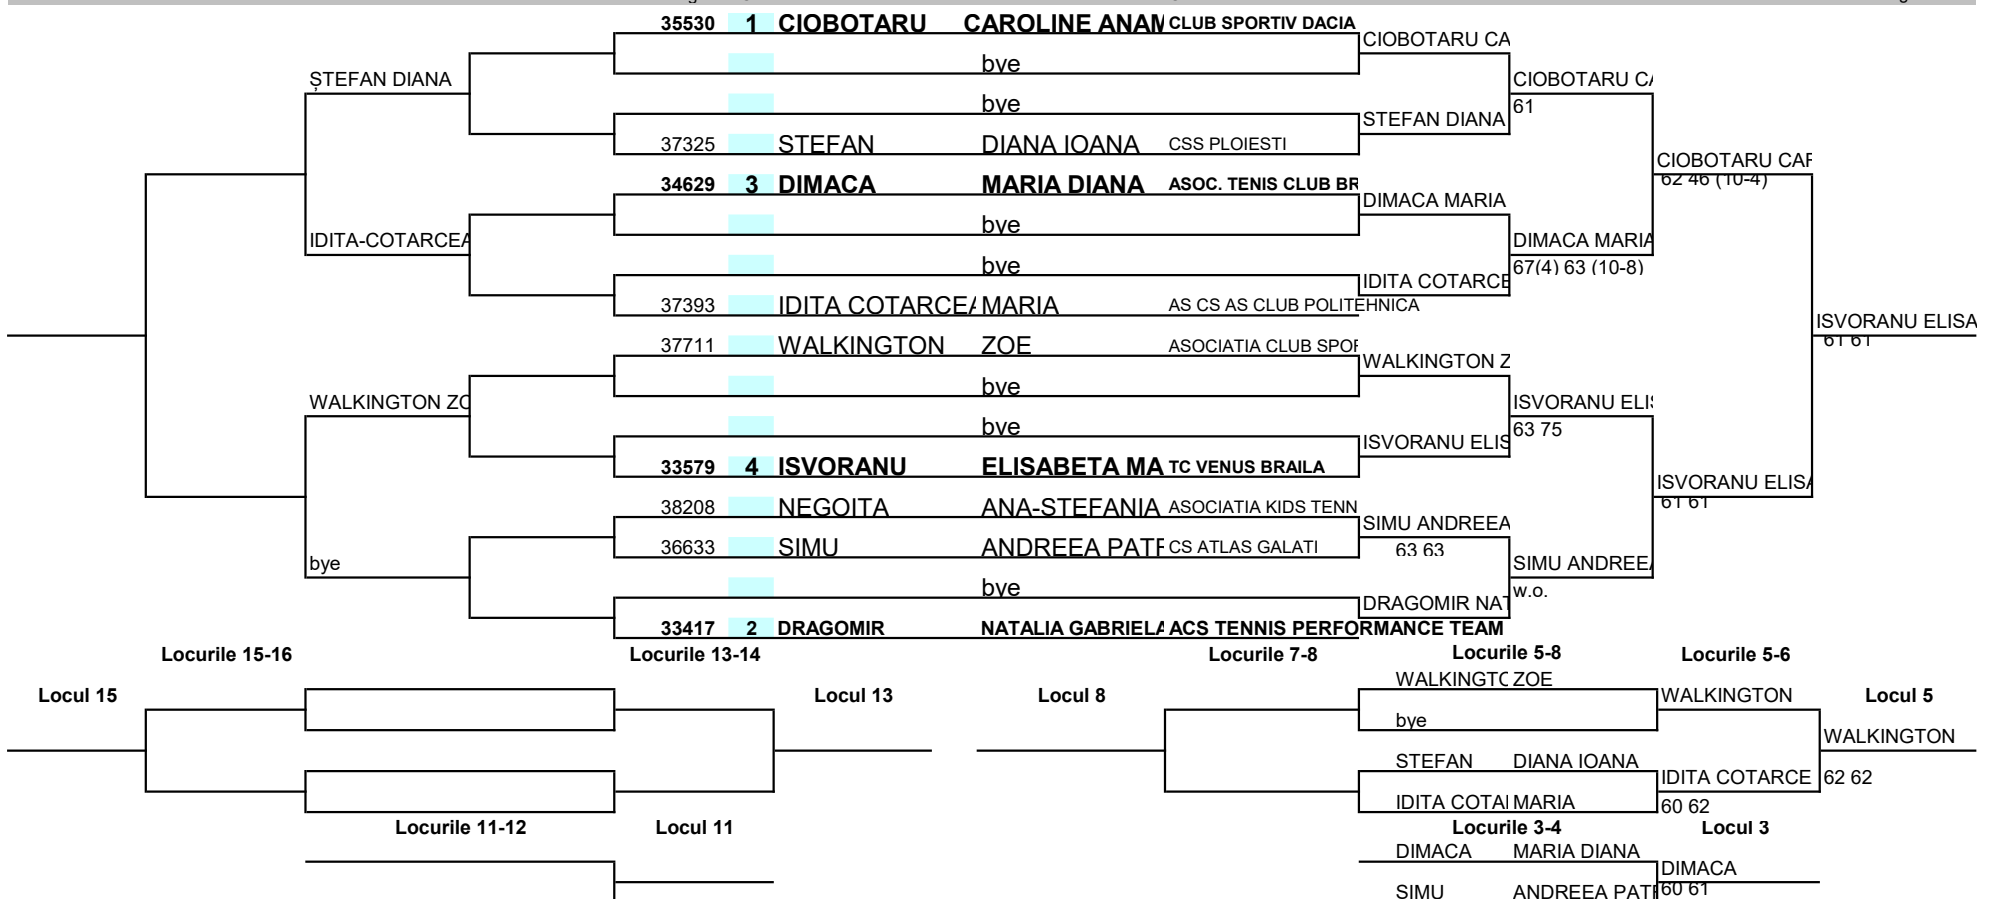 35530 1 CIOBOTARU CAROLINE ANAM CLUB SPORTIV DACIA
CIOBOTARU CA
bye
ȘTEFAN DIANA
CIOBOTARU CA
bye
61
STEFAN DIANA
37325 STEFAN DIANA IOANA CSS PLOIESTI
CIOBOTARU CAR
62 46 (10-4)
34629 3 DIMACA MARIA DIANA ASOC. TENIS CLUB BR
DIMACA MARIA
bye
IDITA-COTARCEA
DIMACA MARIA
bye
67(4) 63 (10-8)
IDITA COTARCE
37393 IDITA COTARCEA MARIA AS CS AS CLUB POLITEHNICA
ISVORANU ELISA
61 61
37711 WALKINGTON ZOE ASOCIATIA CLUB SPOR
WALKINGTON Z
bye
WALKINGTON ZO
ISVORANU ELIS
bye
63 75
ISVORANU ELIS
33579 4 ISVORANU ELISABETA MA TC VENUS BRAILA
ISVORANU ELISA
61 61
38208 NEGOITA ANA-STEFANIA ASOCIATIA KIDS TENN
SIMU ANDREEA
36633 SIMU ANDREEA PATR CS ATLAS GALATI
63 63
bye
SIMU ANDREEA
bye
w.o.
DRAGOMIR NAT
33417 2 DRAGOMIR NATALIA GABRIELA ACS TENNIS PERFORMANCE TEAM
Locurile 15-16 Locurile 13-14 Locurile 7-8 Locurile 5-8 Locurile 5-6
WALKINGTO ZOE
Locul 15 Locul 13 Locul 8 WALKINGTON Locul 5
bye
WALKINGTON
STEFAN DIANA IOANA
IDITA COTARCE 62 62
IDITA COTAR MARIA 60 62
Locurile 11-12 Locul 11 Locurile 3-4 Locul 3
DIMACA MARIA DIANA
DIMACA
SIMU ANDREEA PATR 60 61